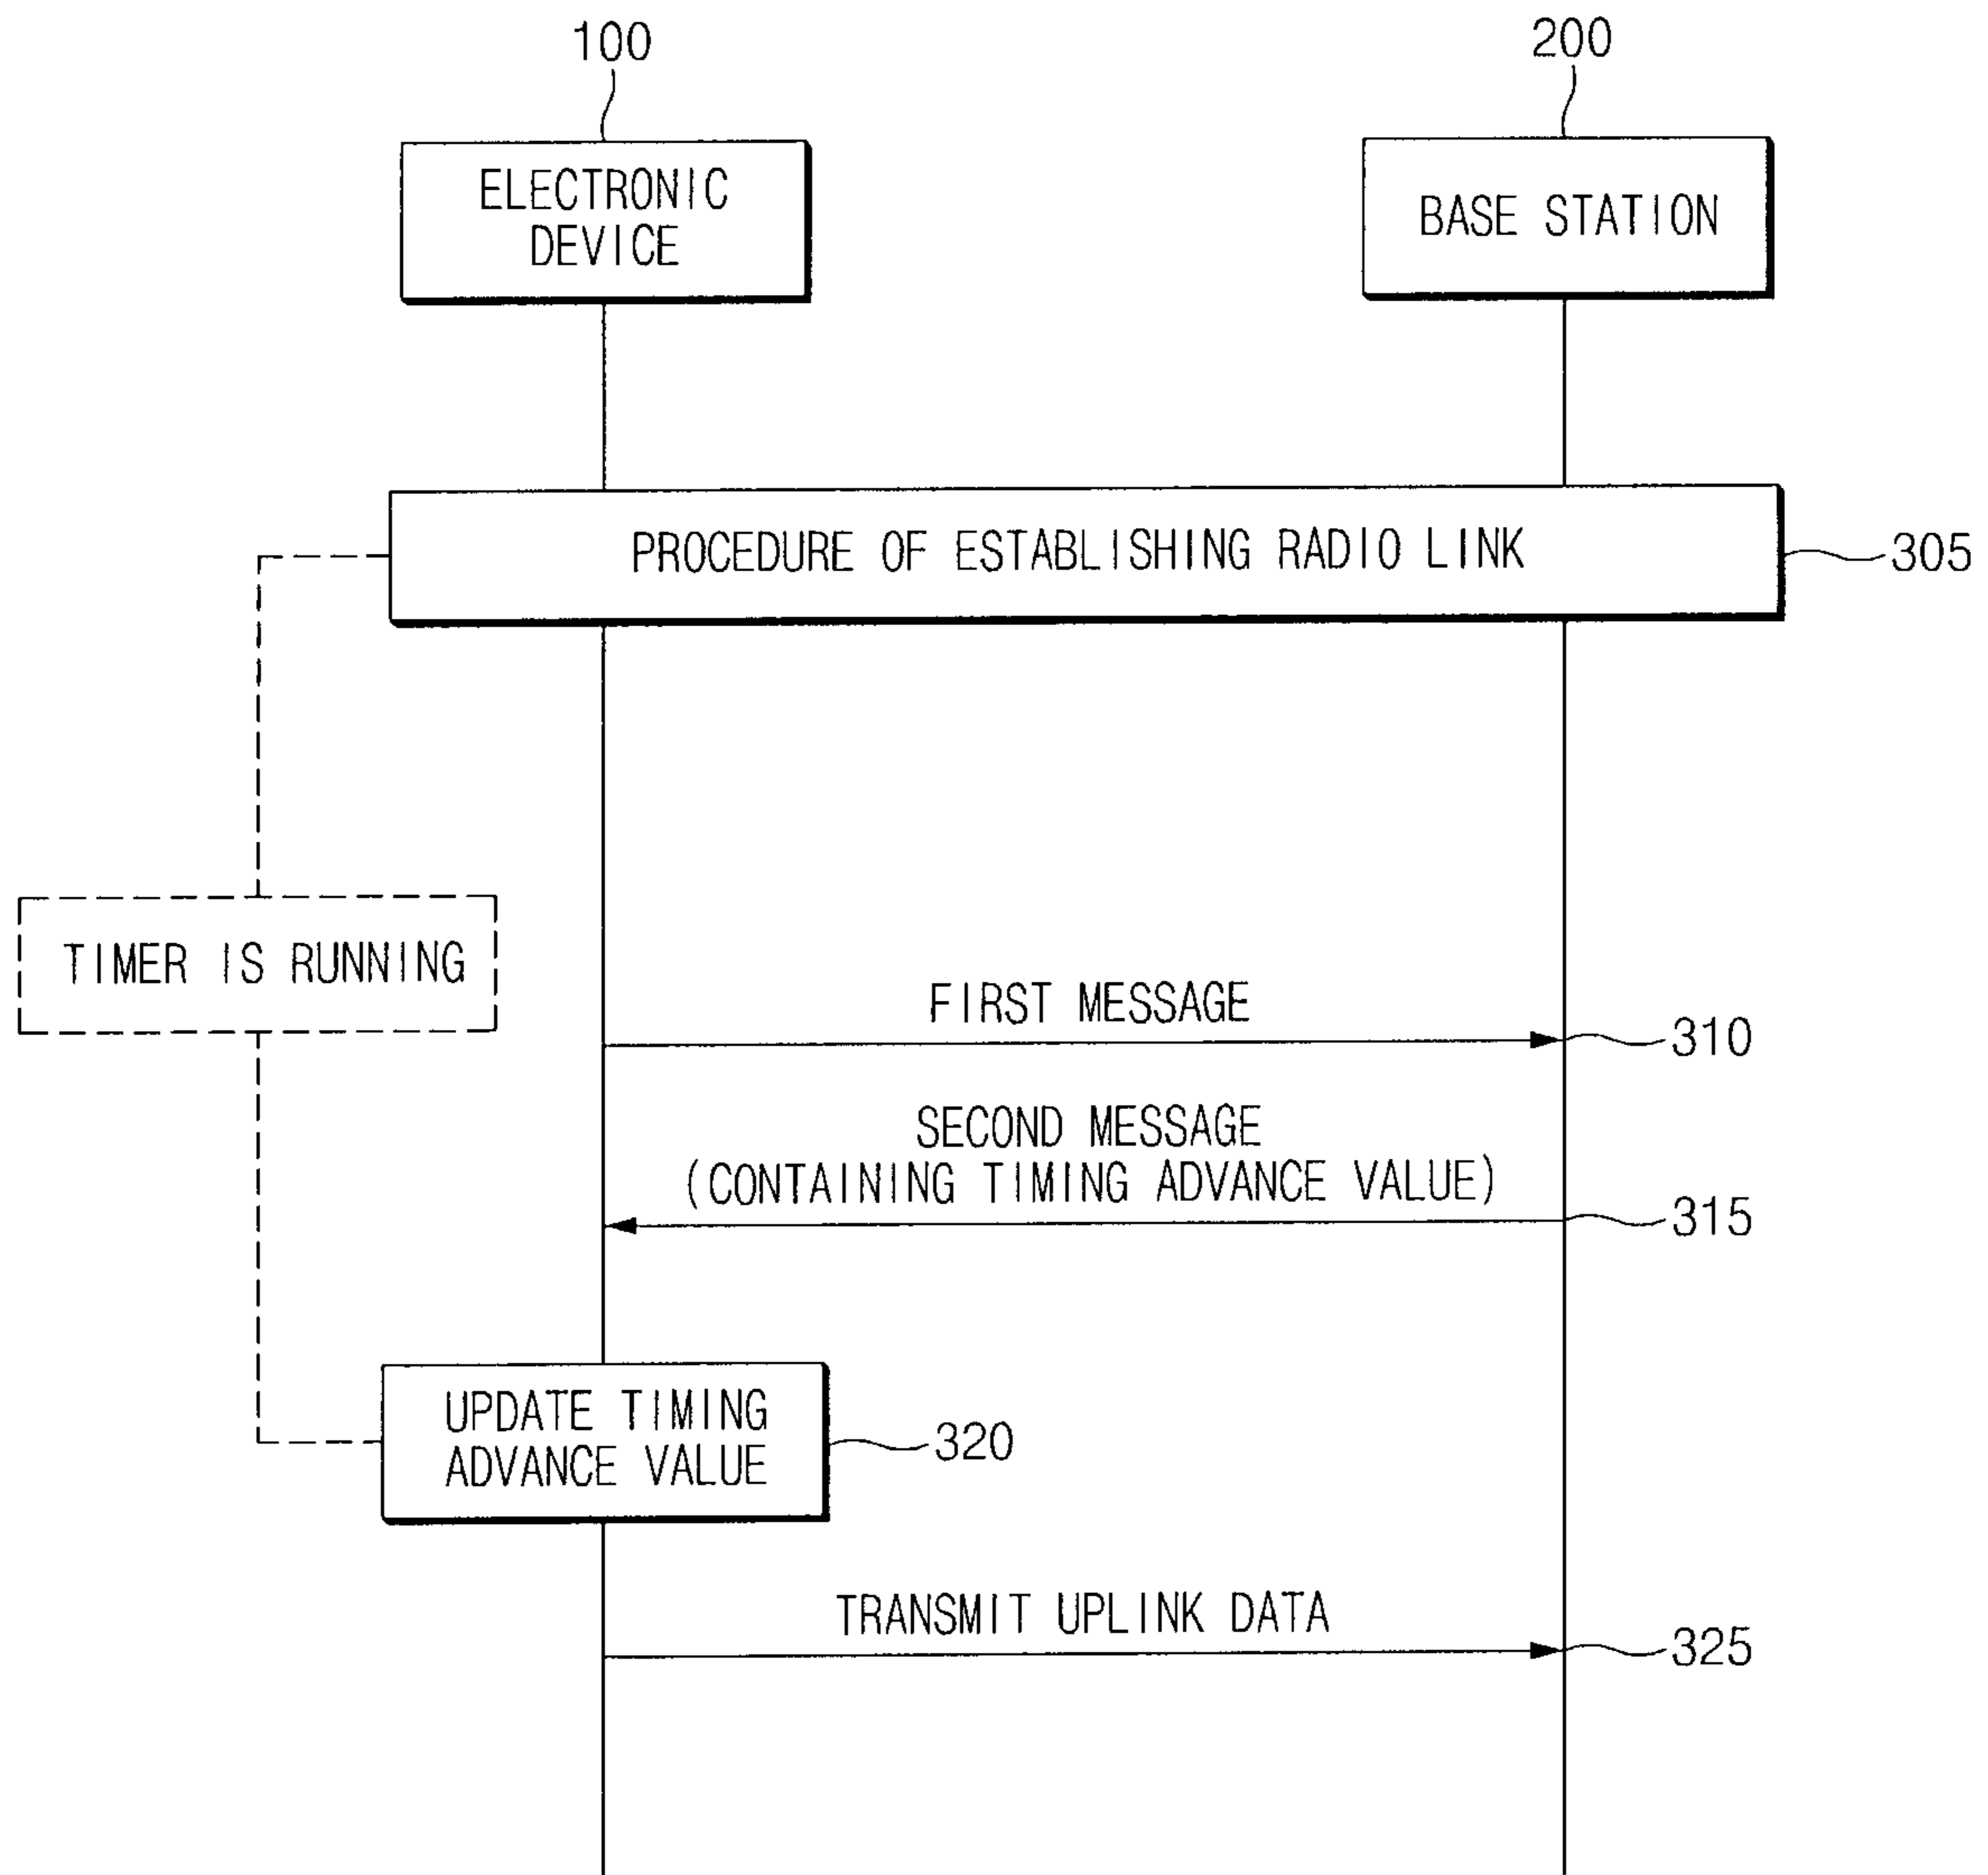 100
200
ELECTRONIC
DEVICE
BASE STATION
PROCEDURE OF ESTABLISHING RADIO LINK
305
TIMER IS RUNNING
FIRST MESSAGE
310
SECOND MESSAGE
(CONTAINING TIMING ADVANCE VALUE)
315
UPDATE TIMING
ADVANCE VALUE
320
TRANSMIT UPLINK DATA
325